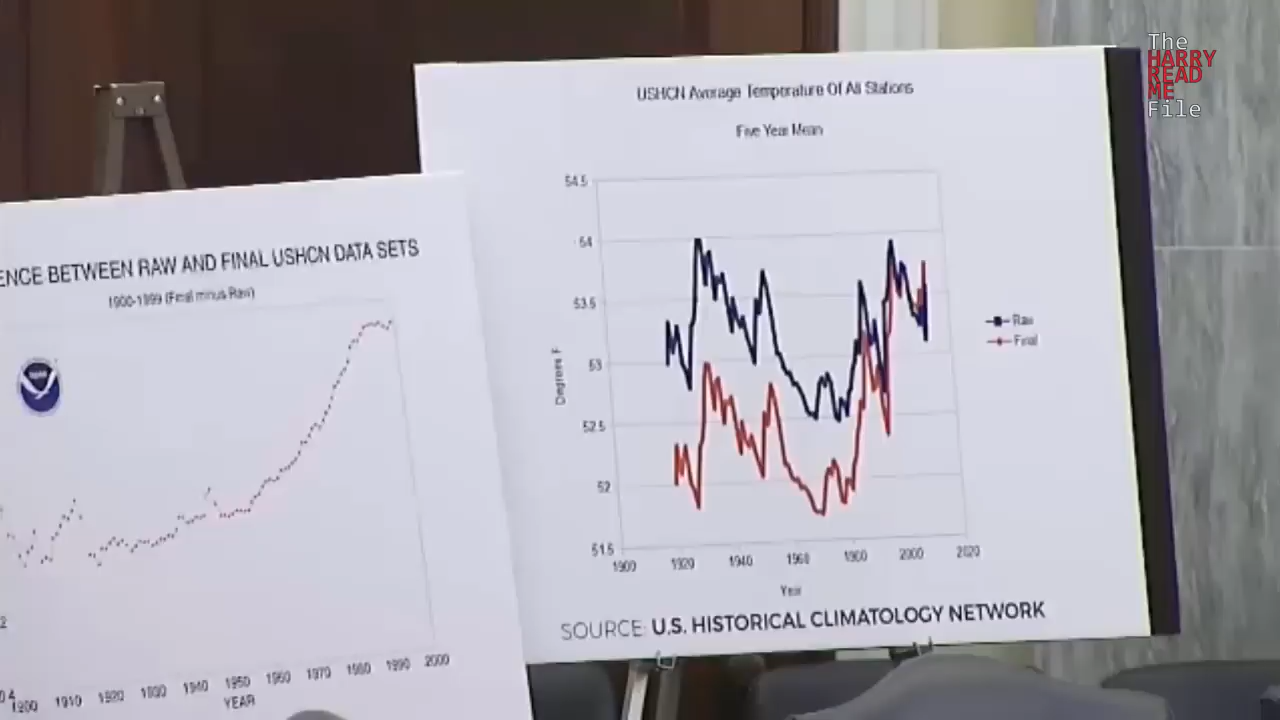 The
HARRY
READ
ME
File
USHCN Average Temperature Of All Stations
Five Year Mean
54.5
54
53.5
53
52.5
52
51.5
Degrees F
1900 1920 1940 1960 1980 2000 2020
Year
Raw
Final
SOURCE: U.S. HISTORICAL CLIMATOLOGY NETWORK
ENCE BETWEEN RAW AND FINAL USHCN DATA SETS
1900-1999 (Final minus Raw)
1900 1910 1920 1930 1940 1950 1960 1970 1980 1990 2000
YEAR